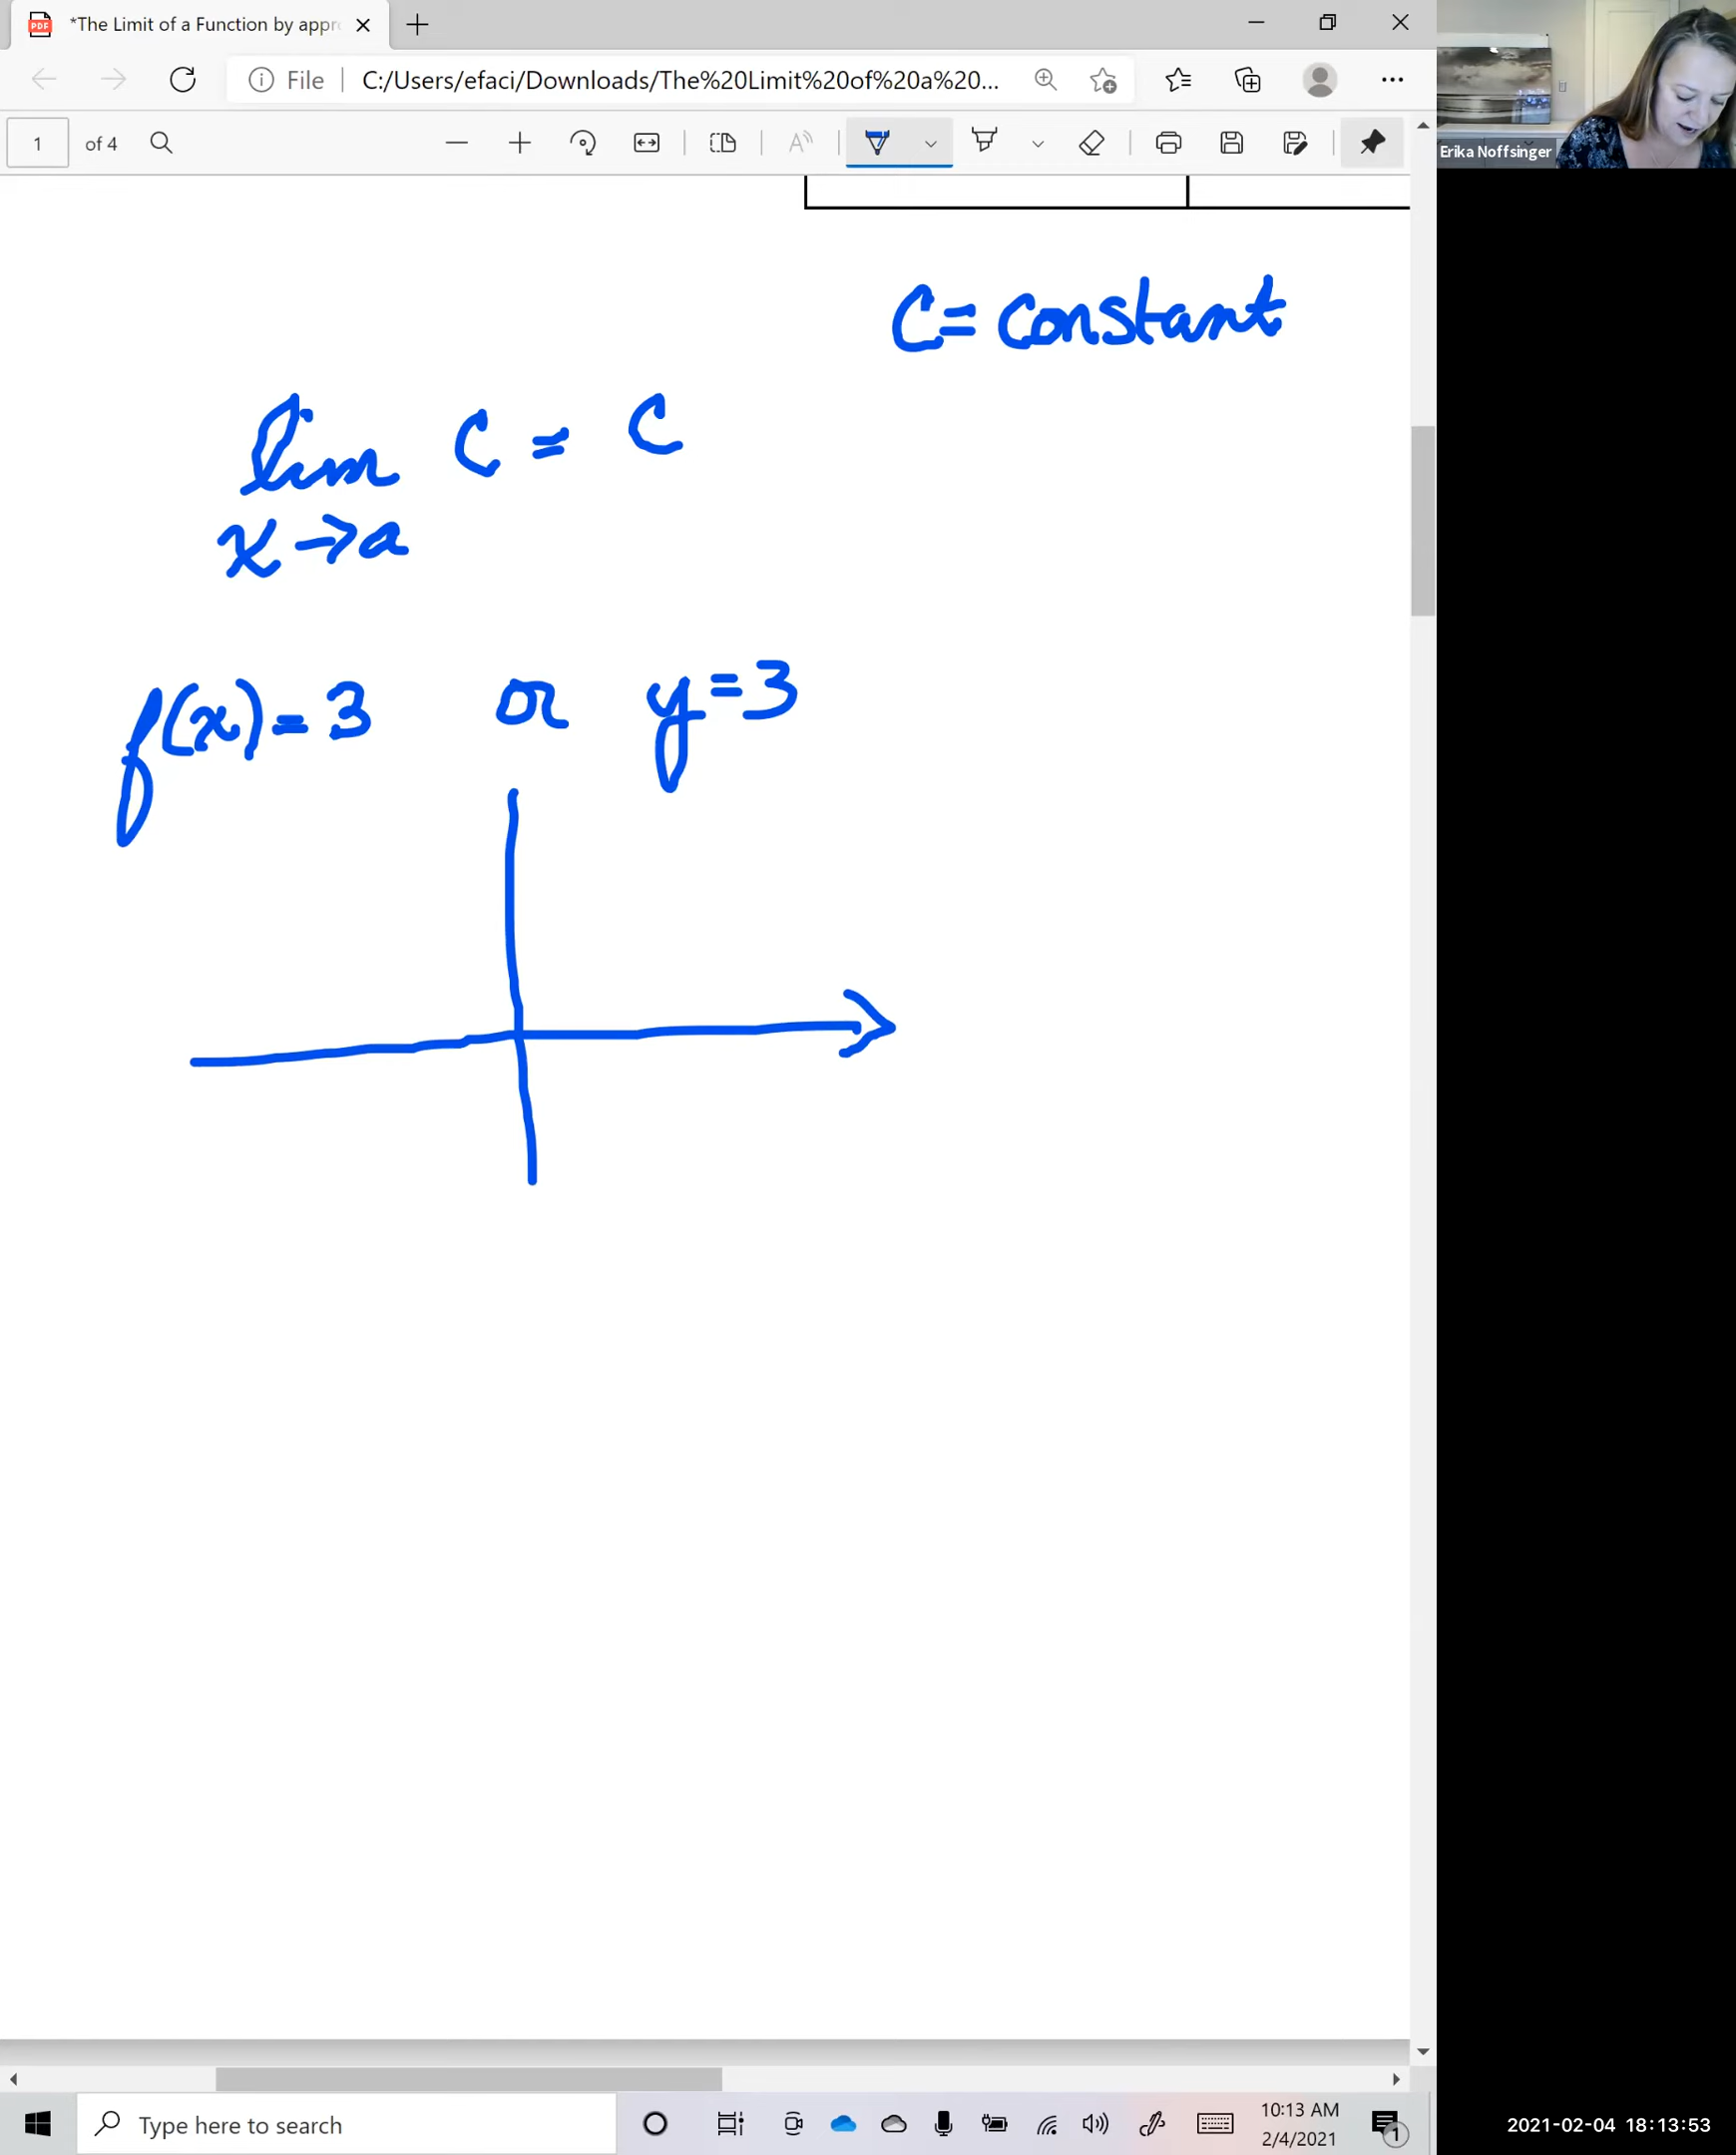 *The Limit of a Function by appr
File | C:/Users/efaci/Downloads/The%20Limit%20of%20a%20...
1 of 4
Erika Noffsinger
C = constant
lim C = C
x→a
f(x) = 3 or y = 3
Type here to search
10:13 AM
2/4/2021
1
2021-02-04 18:13:53